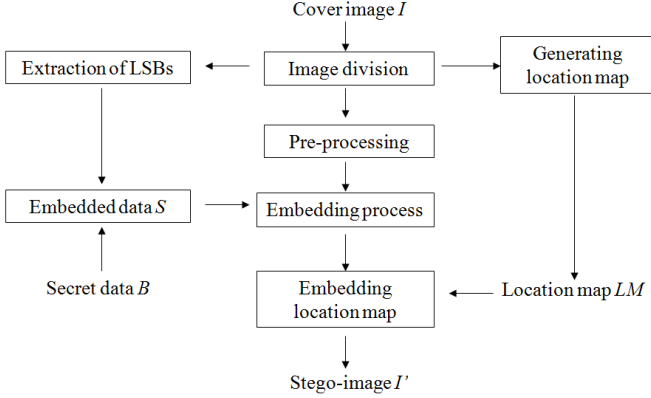 Cover image I
Extraction of LSBs
Image division
Generating
location map
Pre-processing
Embedded data S
Embedding process
Secret data B
Embedding
location map
Location map LM
Stego-image I’